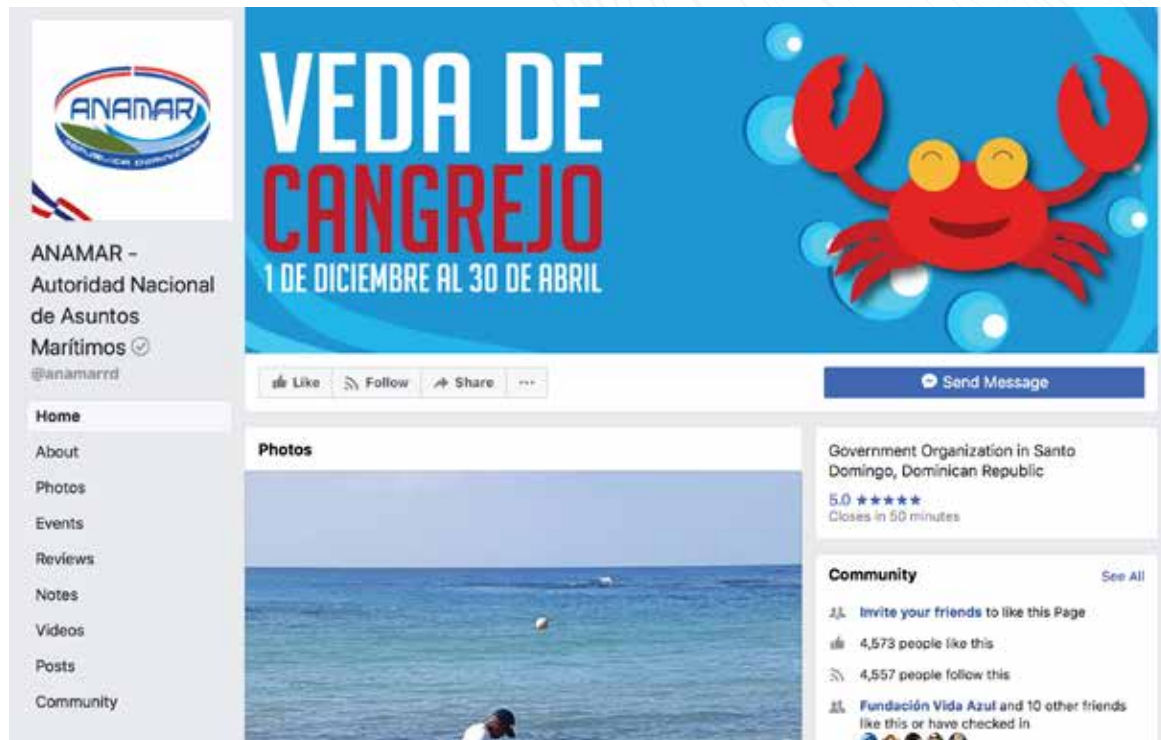 ANAMAR
REPUBLICA DOMINICANA
VEDA DE
CANGREJO
1 DE DICIEMBRE AL 30 DE ABRIL
ANAMAR -
Autoridad Nacional
de Asuntos
Marítimos
@anamarrd
Like Follow Share ...
Send Message
Home
About
Photos
Events
Reviews
Notes
Videos
Posts
Community
Photos
Government Organization in Santo
Domingo, Dominican Republic
5.0 ★★★★★
Closes in 50 minutes
Community See All
Invite your friends to like this Page
4,573 people like this
4,557 people follow this
Fundación Vida Azul and 10 other friends
like this or have checked in